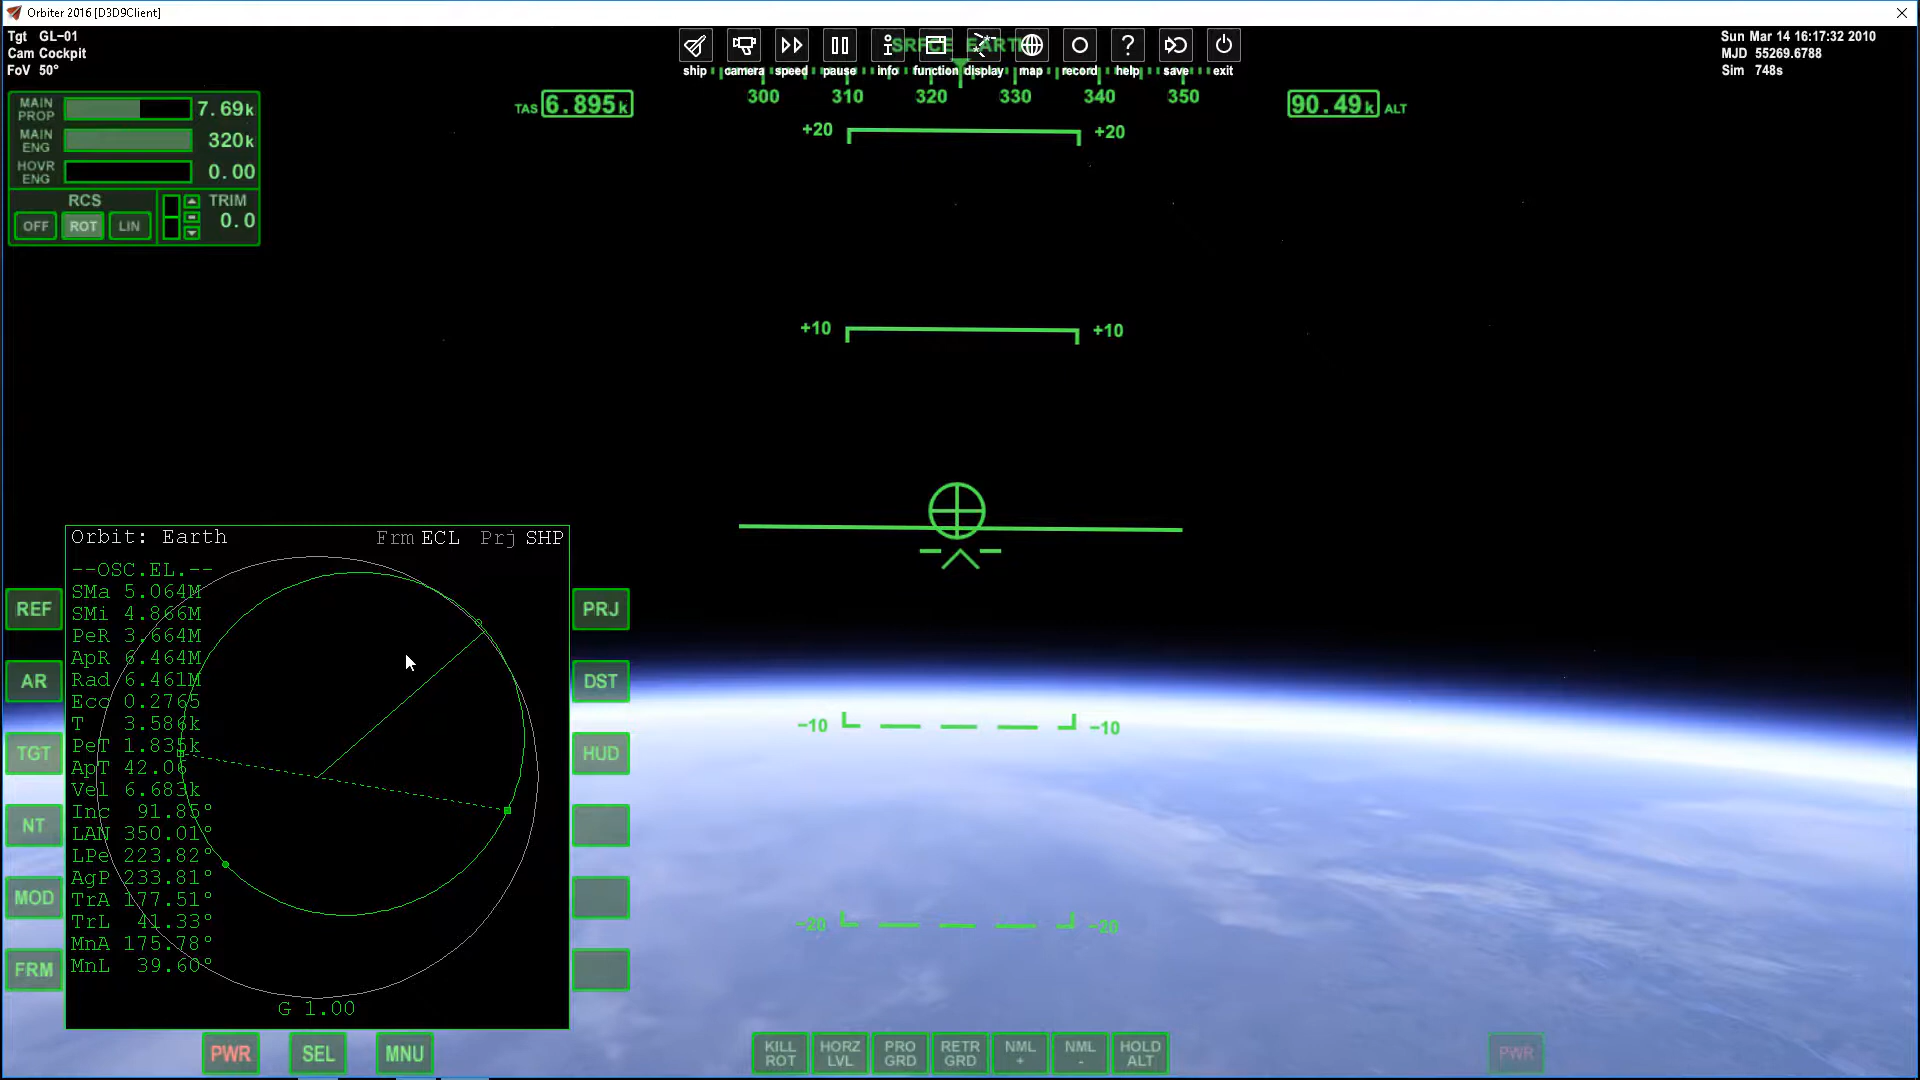 Orbiter 2016 [D3D9Client]
Tgt GL-01
Cam Cockpit
FoV 50°
SRFCE EARTH
ship camera speed pause info function display map record help save exit
Sun Mar 14 16:17:32 2010
MJD 55269.6788
Sim 748s
MAIN PROP 7.69k
MAIN ENG 320k
HOVR ENG 0.00
RCS
OFF ROT LIN
TRIM
0.0
TAS 6.895k
300 310 320 330 340 350
90.49k ALT
+20 +20
+10 +10
-10 -10
-20 -20
Orbit: Earth Frm ECL Prj SHP
--OSC.EL.--
SMa 5.064M
SMi 4.866M
PeR 3.664M
ApR 6.464M
Rad 6.461M
Ecc 0.2765
T 3.586k
PeT 1.835k
ApT 42.06
Vel 6.683k
Inc 91.85°
LAN 350.01°
LPe 223.82°
AgP 233.81°
TrA 177.51°
TrL 41.33°
MnA 175.78°
MnL 39.60°
G 1.00
REF
AR
TGT
NT
MOD
FRM
PRJ
DST
HUD
PWR SEL MNU
KILL ROT
HORZ LVL
PRO GRD
RETR GRD
NML +
NML -
HOLD ALT
PWR